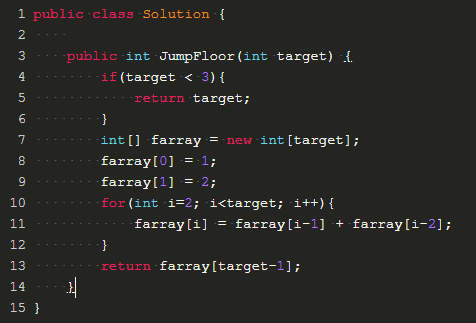 1 public class Solution {
2
3     public int JumpFloor(int target) {
4         if(target < 3){
5             return target;
6         }
7         int[] farray = new int[target];
8         farray[0] = 1;
9         farray[1] = 2;
10         for(int i=2; i<target; i++){
11             farray[i] = farray[i-1] + farray[i-2];
12         }
13         return farray[target-1];
14     }
15 }